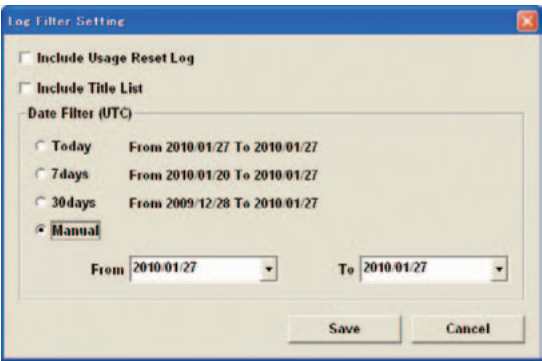 Log Filter Setting
Include Usage Reset Log
Include Title List
Date Filter (UTC)
Today From 2010/01/27 To 2010/01/27
7days From 2010/01/20 To 2010/01/27
30days From 2009/12/28 To 2010/01/27
Manual
From 2010/01/27 To 2010/01/27
Save Cancel